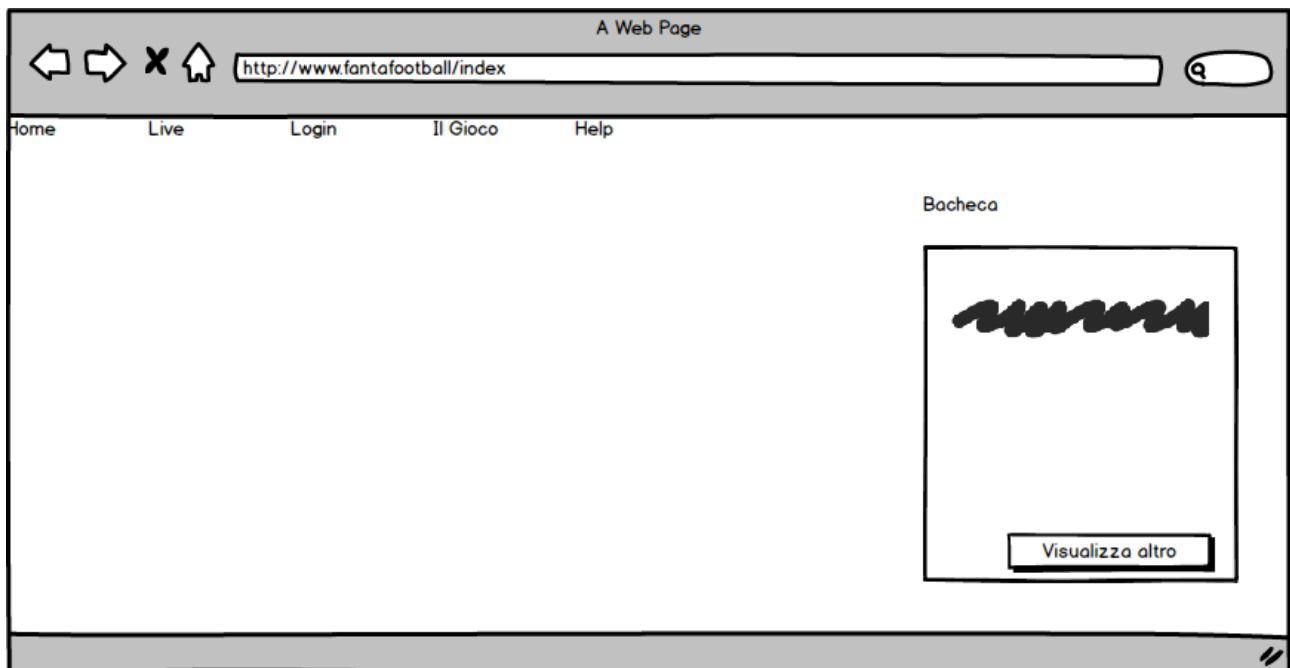 A Web Page
http://www.fantafootball/index
Home Live Login Il Gioco Help
Bacheca
Visualizza altro